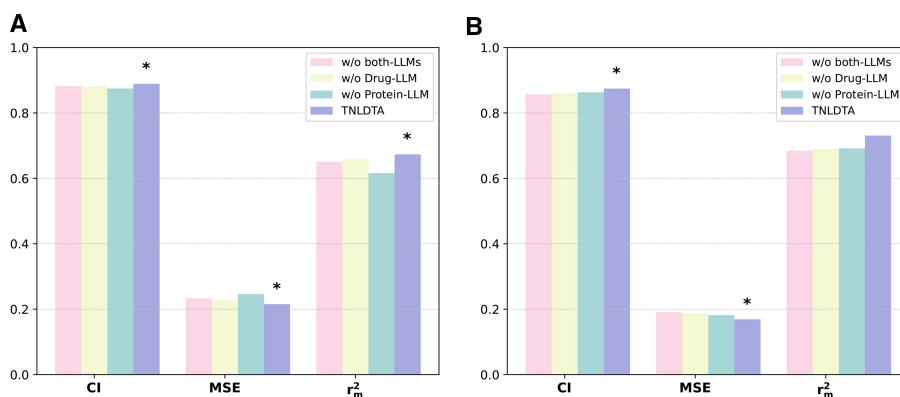 A
1.0
0.8
0.6
0.4
0.2
0.0
*
*
*
w/o both-LLMs
w/o Drug-LLM
w/o Protein-LLM
TNLDTA
CI
MSE
r²ₘ
B
1.0
0.8
0.6
0.4
0.2
0.0
*
*
w/o both-LLMs
w/o Drug-LLM
w/o Protein-LLM
TNLDTA
CI
MSE
r²ₘ